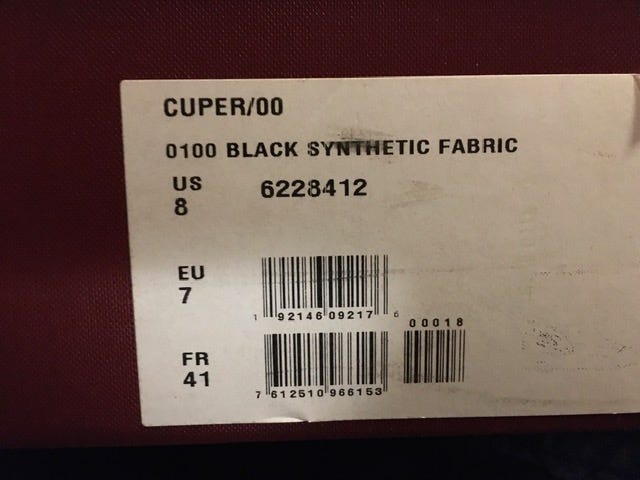 CUPER/00
0100 BLACK SYNTHETIC FABRIC
US 6228412
8
EU
7
1 92146 09217 6
00018
FR
41
7 612510 966153